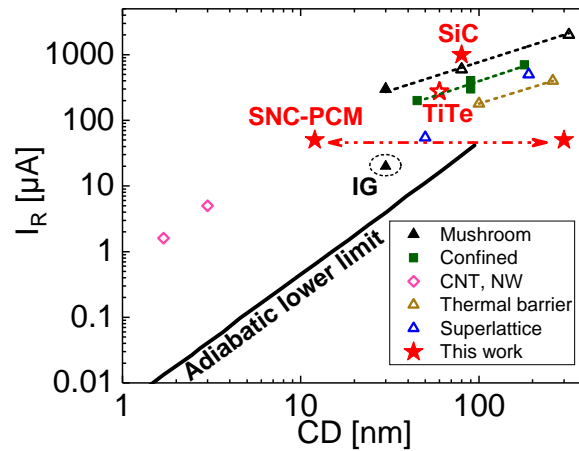 SiC
1000
SNC-PCM
TiTe
100
10
IG
1
0.1
0.01
I_R [µA]
Adiabatic lower limit
Mushroom
Confined
CNT, NW
Thermal barrier
Superlattice
This work
1
10
100
CD [nm]